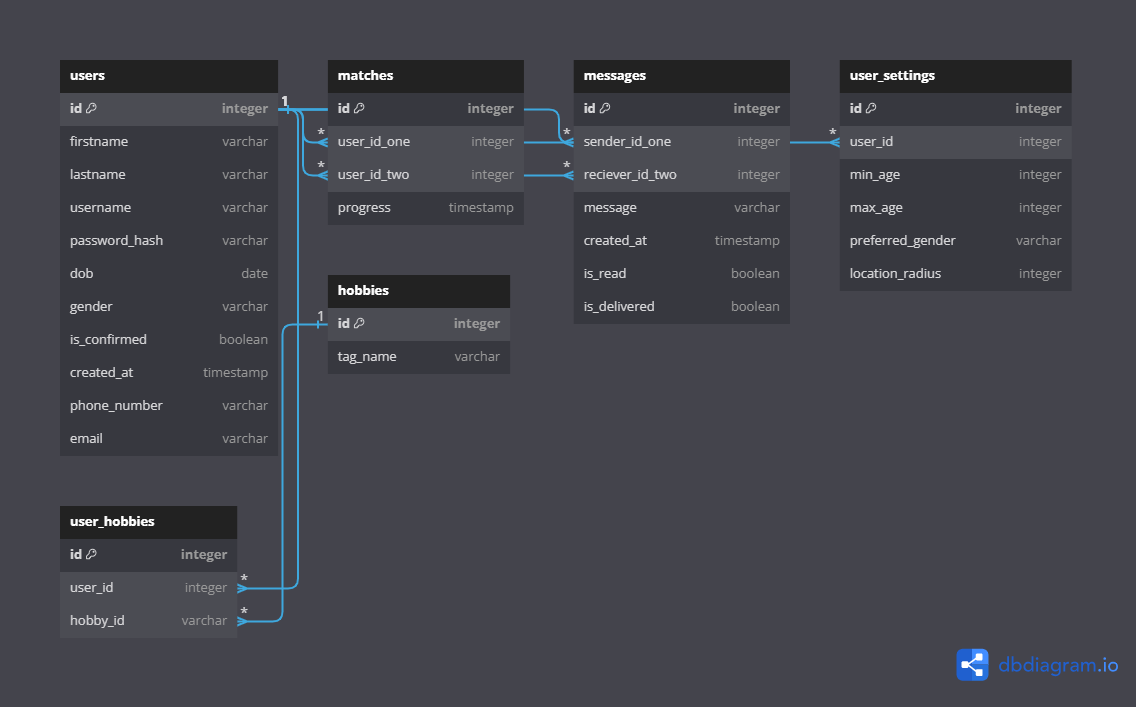 users
id integer
firstname varchar
lastname varchar
username varchar
password_hash varchar
dob date
gender varchar
is_confirmed boolean
created_at timestamp
phone_number varchar
email varchar
1
matches
id integer
* user_id_one integer
* user_id_two integer
progress timestamp
messages
id integer
* sender_id_one integer
* reciever_id_two integer
message varchar
created_at timestamp
is_read boolean
is_delivered boolean
user_settings
id integer
* user_id integer
min_age integer
max_age integer
preferred_gender varchar
location_radius integer
hobbies
1 id integer
tag_name varchar
user_hobbies
id integer
user_id integer *
hobby_id varchar *
dbdiagram.io